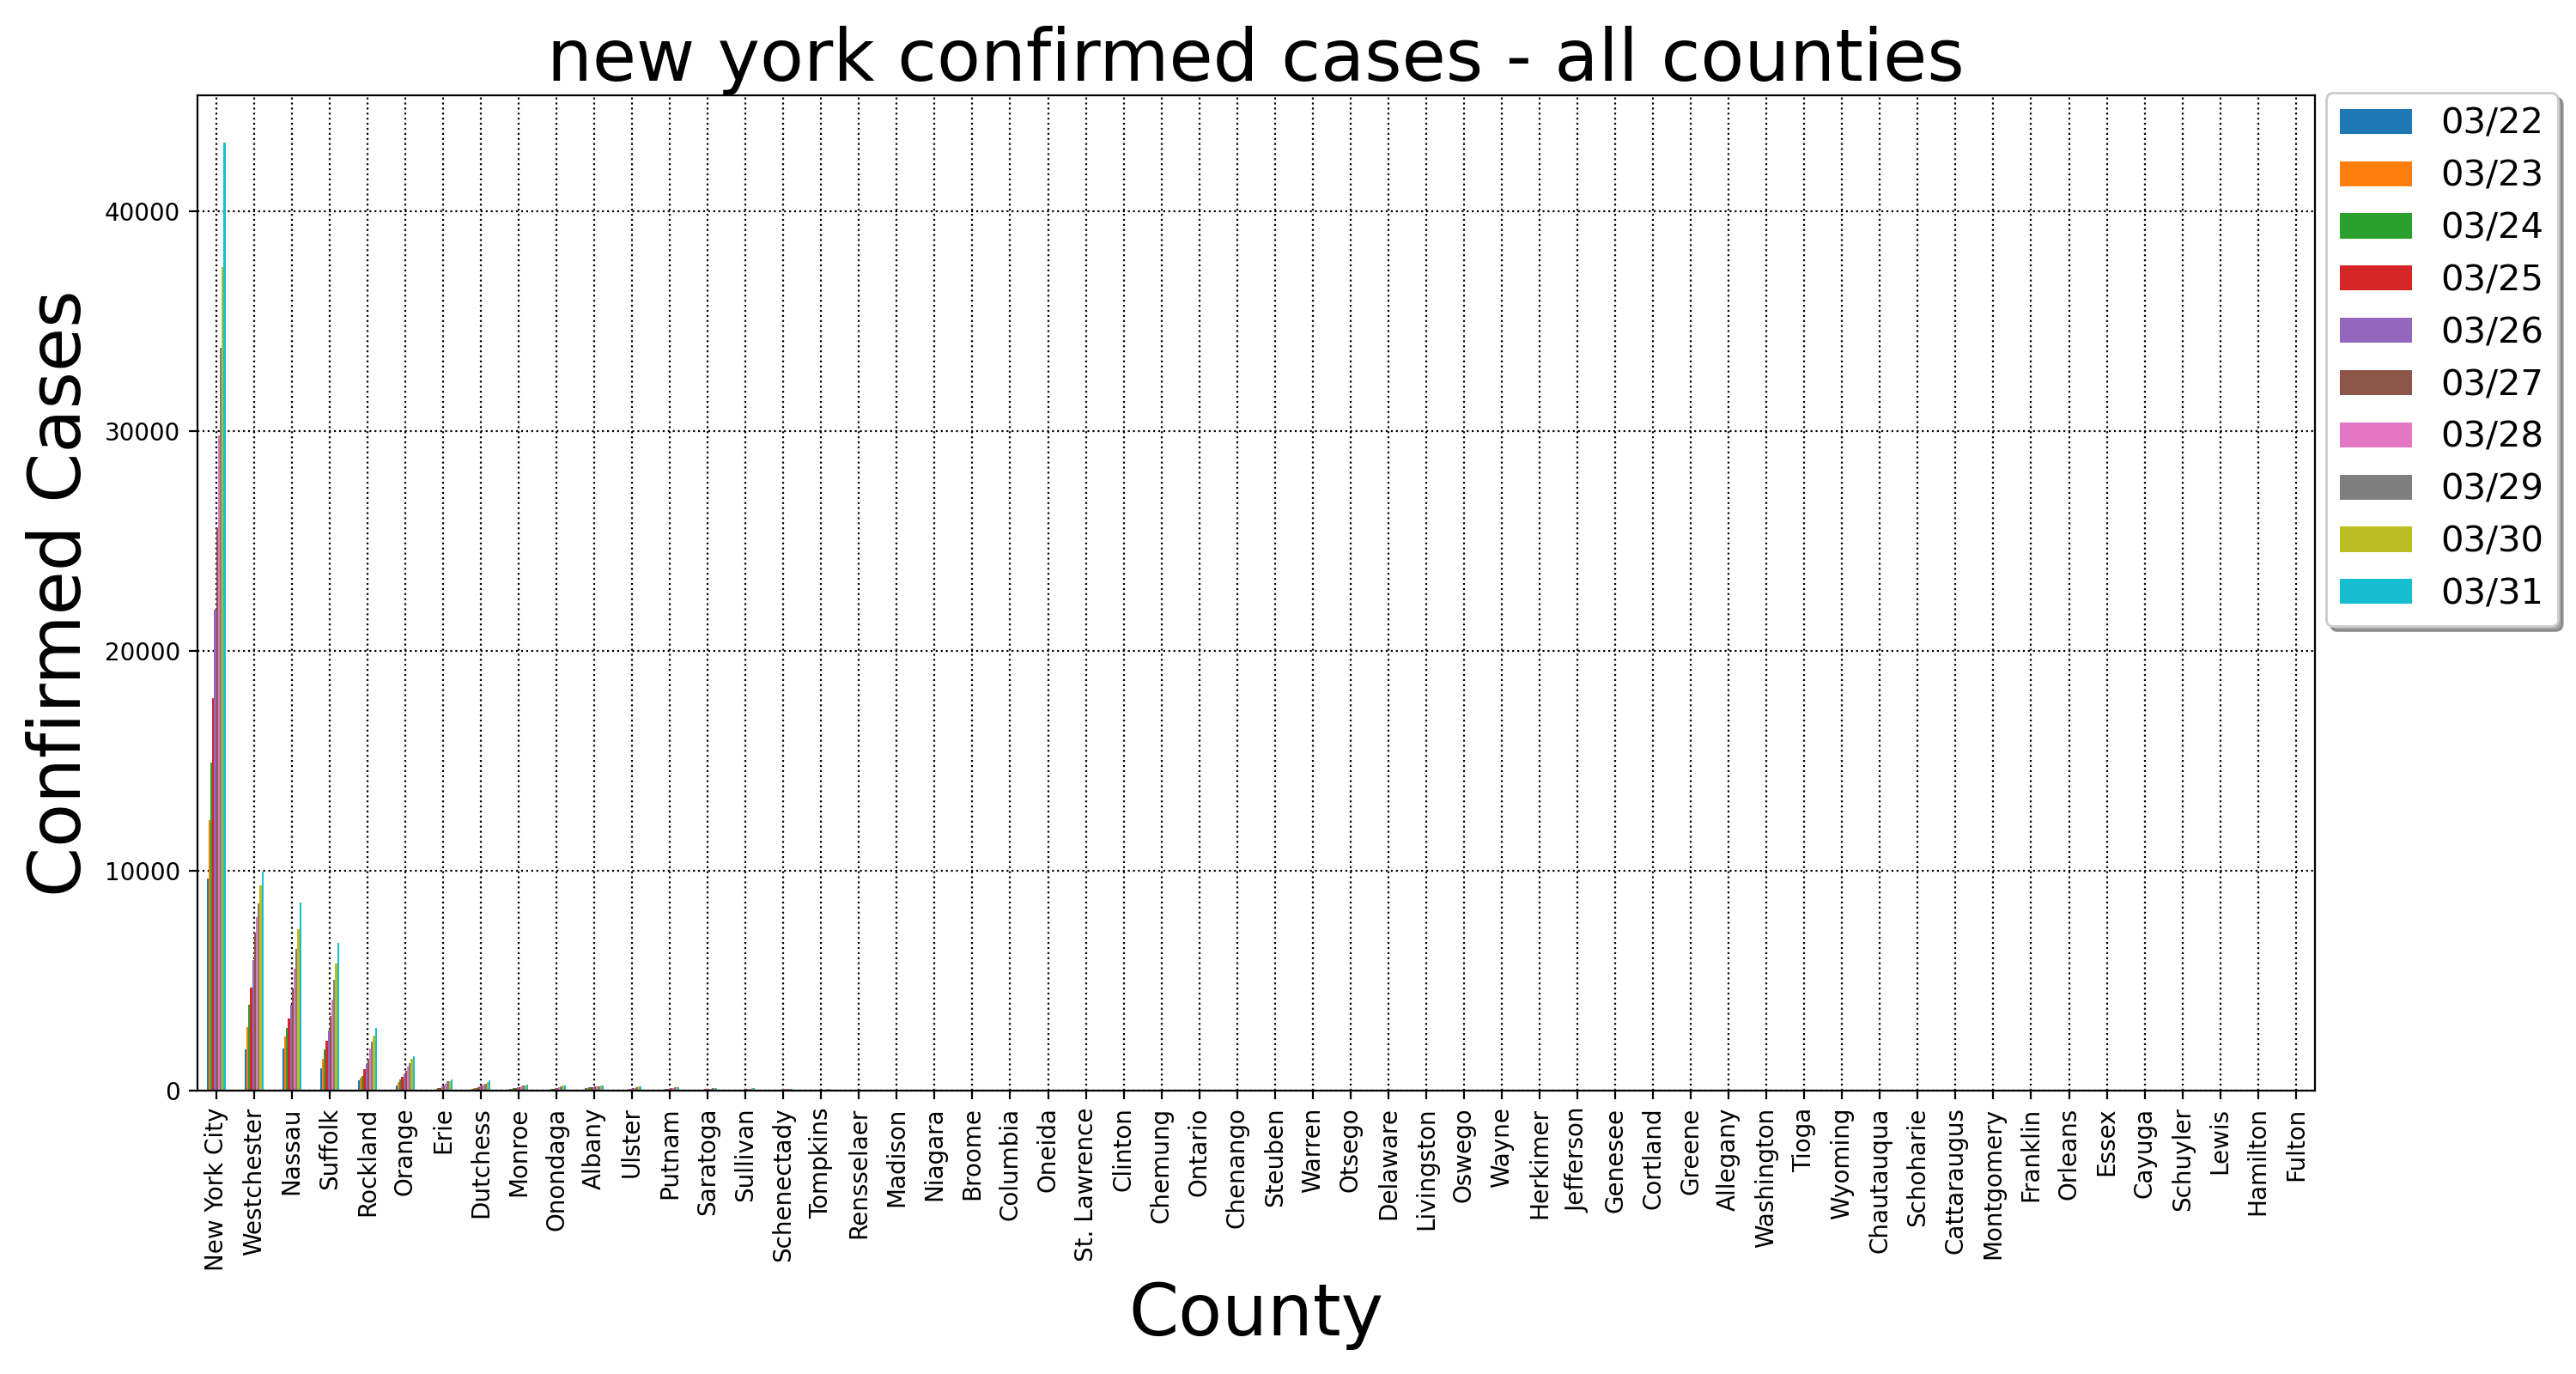 new york confirmed cases - all counties
Confirmed Cases
40000
30000
20000
10000
0
03/22
03/23
03/24
03/25
03/26
03/27
03/28
03/29
03/30
03/31
New York City
Westchester
Nassau
Suffolk
Rockland
Orange
Erie
Dutchess
Monroe
Onondaga
Albany
Ulster
Putnam
Saratoga
Sullivan
Schenectady
Tompkins
Rensselaer
Madison
Niagara
Broome
Columbia
Oneida
St. Lawrence
Clinton
Chemung
Ontario
Chenango
Steuben
Warren
Otsego
Delaware
Livingston
Oswego
Wayne
Herkimer
Jefferson
Genesee
Cortland
Greene
Allegany
Washington
Tioga
Wyoming
Chautauqua
Schoharie
Cattaraugus
Montgomery
Franklin
Orleans
Essex
Cayuga
Schuyler
Lewis
Hamilton
Fulton
County